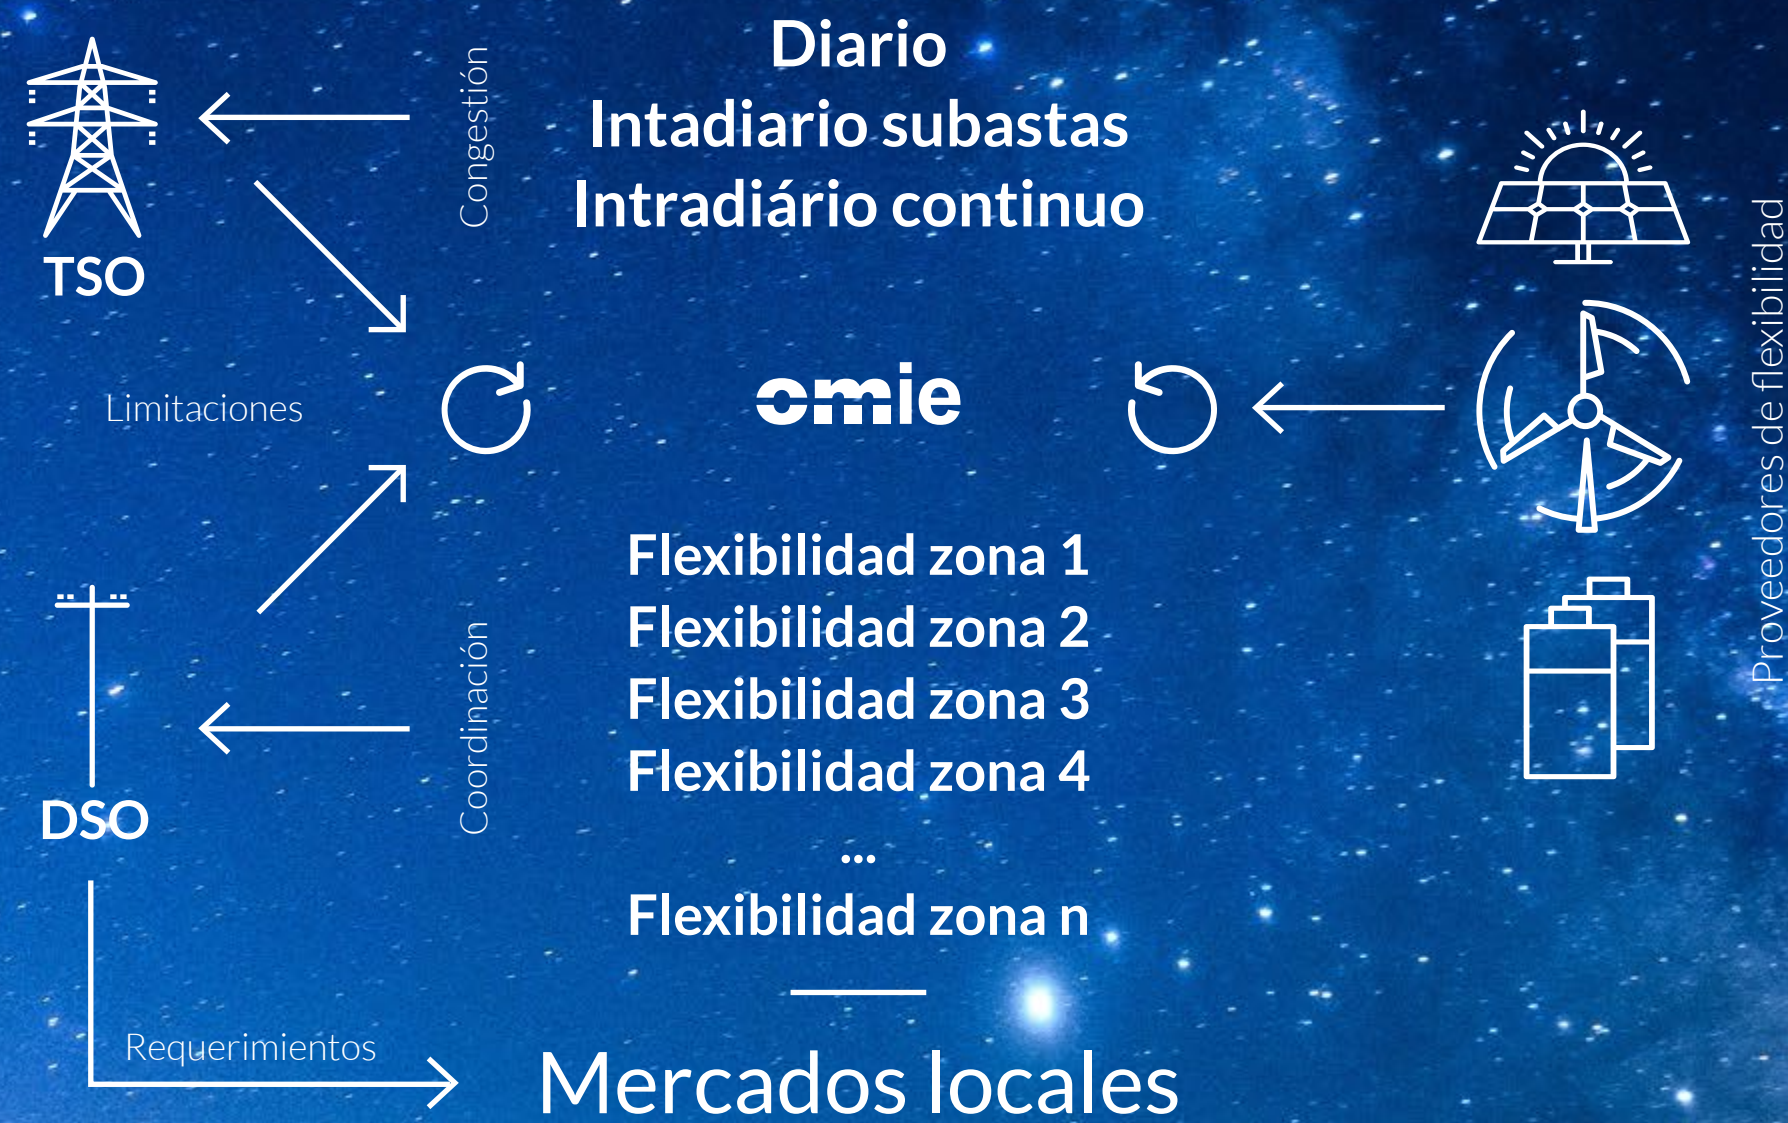 Diario
Intadiario subastas
Intradiário continuo
Congestión
TSO
Limitaciones
omie
Proveedores de flexibilidad
Flexibilidad zona 1
Flexibilidad zona 2
Flexibilidad zona 3
Flexibilidad zona 4
...
Flexibilidad zona n
Coordinación
DSO
Requerimientos
Mercados locales